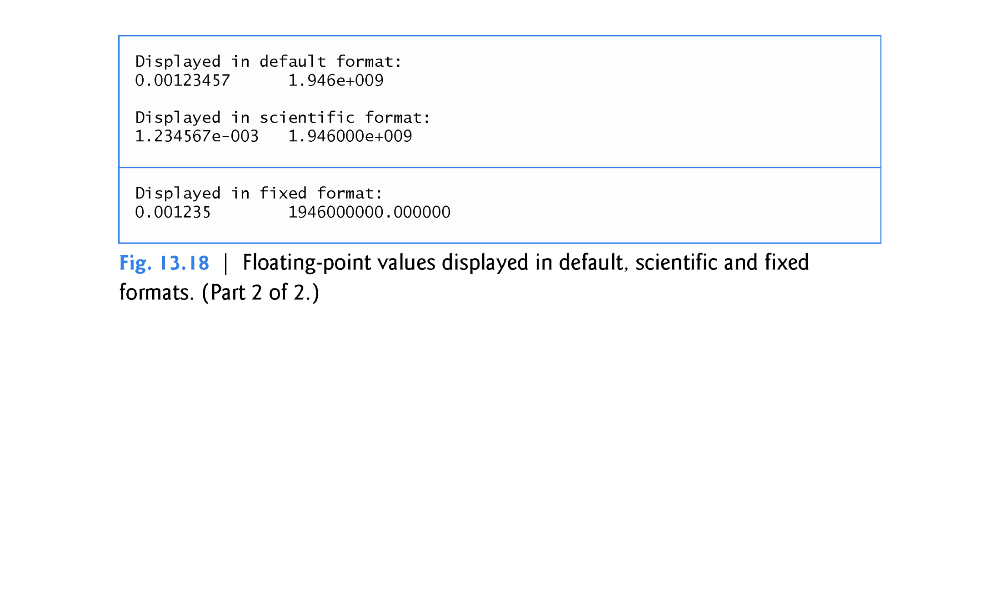 Displayed in default format:
0.00123457      1.946e+009
Displayed in scientific format:
1.234567e-003   1.946000e+009
Displayed in fixed format:
0.001235        1946000000.000000
Fig. 13.18 | Floating-point values displayed in default, scientific and fixed
formats. (Part 2 of 2.)